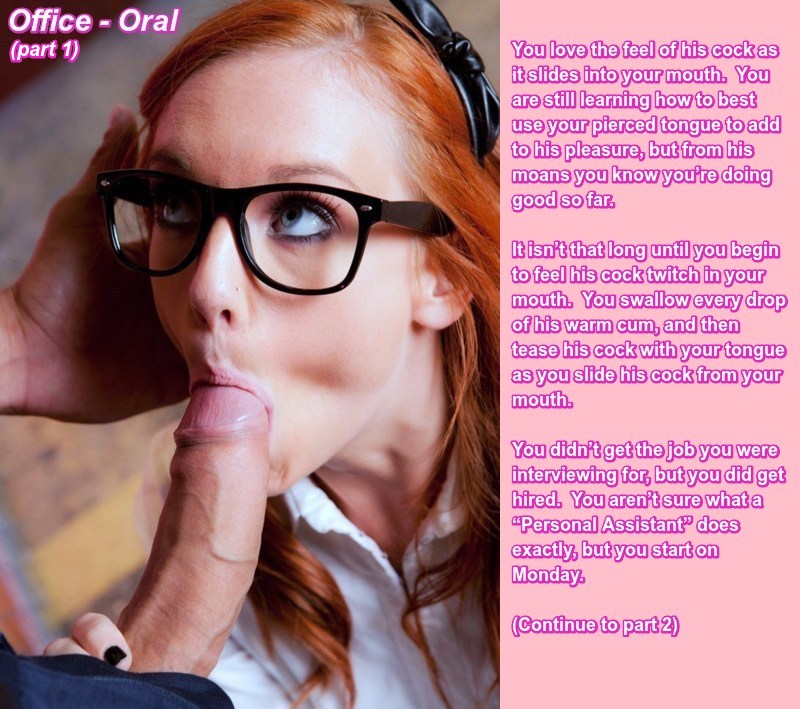 Office - Oral
(part 1)
You love the feel of his cock as
it slides into your mouth.  You
are still learning how to best
use your pierced tongue to add
to his pleasure, but from his
moans you know you're doing
good so far.
It isn't that long until you begin
to feel his cock twitch in your
mouth.  You swallow every drop
of his warm cum, and then
tease his cock with your tongue
as you slide his cock from your
mouth.
You didn't get the job you were
interviewing for, but you did get
hired.  You aren't sure what a
“Personal Assistant” does
exactly, but you start on
Monday.
(Continue to part 2)